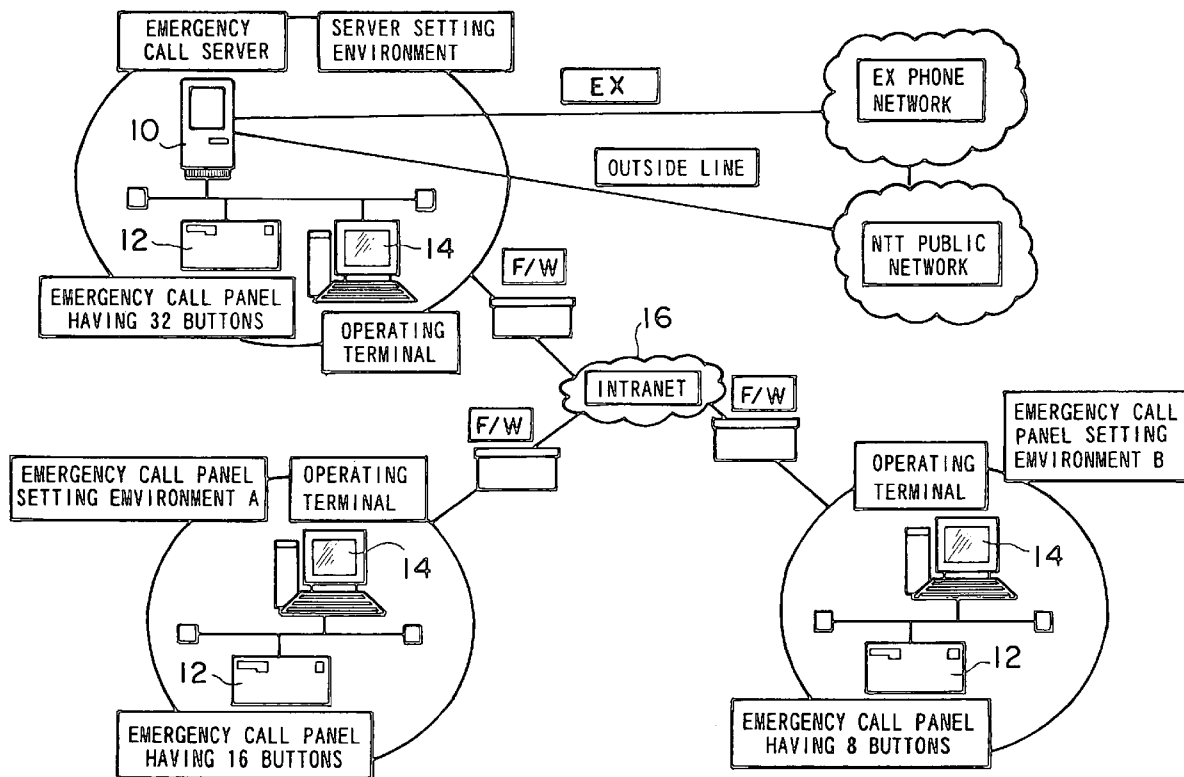 EMERGENCY
CALL SERVER
SERVER SETTING
ENVIRONMENT
EX
EX PHONE
NETWORK
10
OUTSIDE LINE
12
14
NTT PUBLIC
NETWORK
F/W
EMERGENCY CALL PANEL
HAVING 32 BUTTONS
OPERATING
TERMINAL
16
INTRANET
F/W
F/W
EMERGENCY CALL
PANEL SETTING
EMVIRONMENT B
EMERGENCY CALL PANEL
SETTING EMVIRONMENT A
OPERATING
TERMINAL
OPERATING
TERMINAL
14
14
12
12
EMERGENCY CALL PANEL
HAVING 16 BUTTONS
EMERGENCY CALL PANEL
HAVING 8 BUTTONS